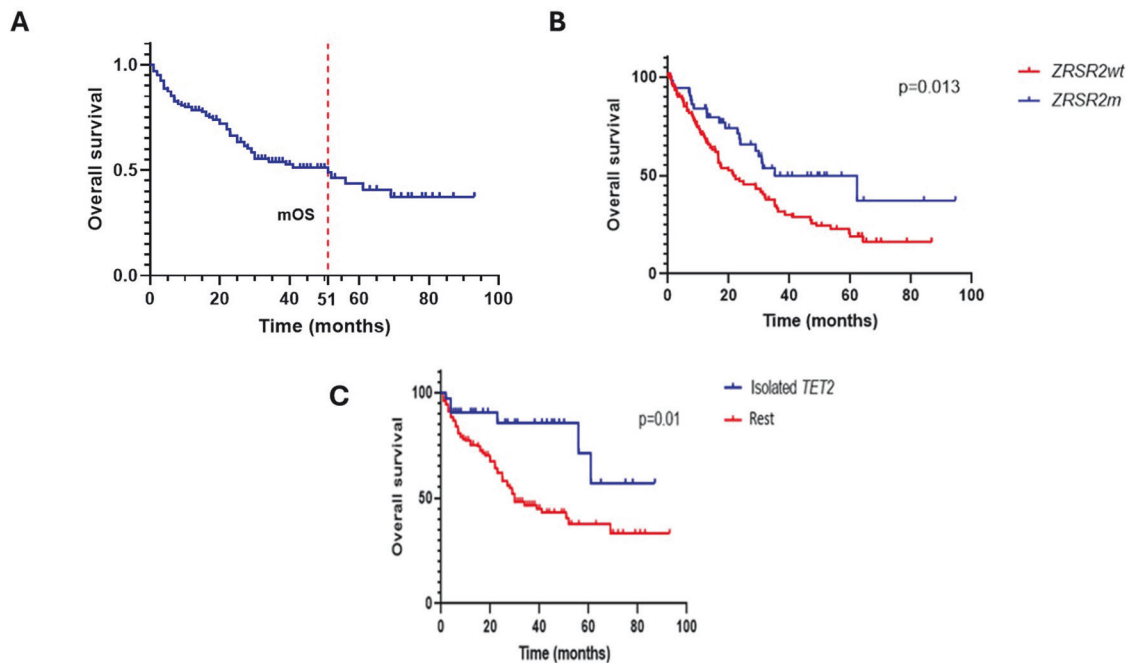 A
Overall survival
1.0
0.5
0.0
mOS
0 20 40 51 60 80 100
Time (months)
B
Overall survival
100
50
0
p=0.013
ZRSR2wt
ZRSR2m
0 20 40 60 80 100
Time (months)
C
Overall survival
100
50
0
p=0.01
Isolated TET2
Rest
0 20 40 60 80 100
Time (months)